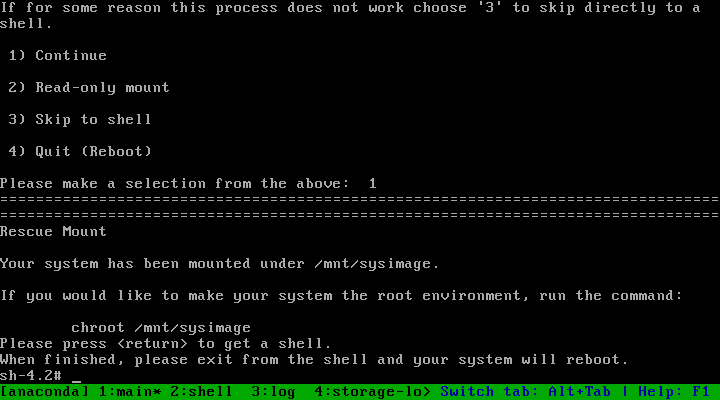 If for some reason this process does not work choose '3' to skip directly to a
shell.
1) Continue
2) Read-only mount
3) Skip to shell
4) Quit (Reboot)
Please make a selection from the above:  1
================================================================================
================================================================================
Rescue Mount
Your system has been mounted under /mnt/sysimage.
If you would like to make your system the root environment, run the command:
chroot /mnt/sysimage
Please press <return> to get a shell.
When finished, please exit from the shell and your system will reboot.
sh-4.2# _
[anaconda] 1:main* 2:shell  3:log  4:storage-lo> Switch tab: Alt+Tab | Help: F1